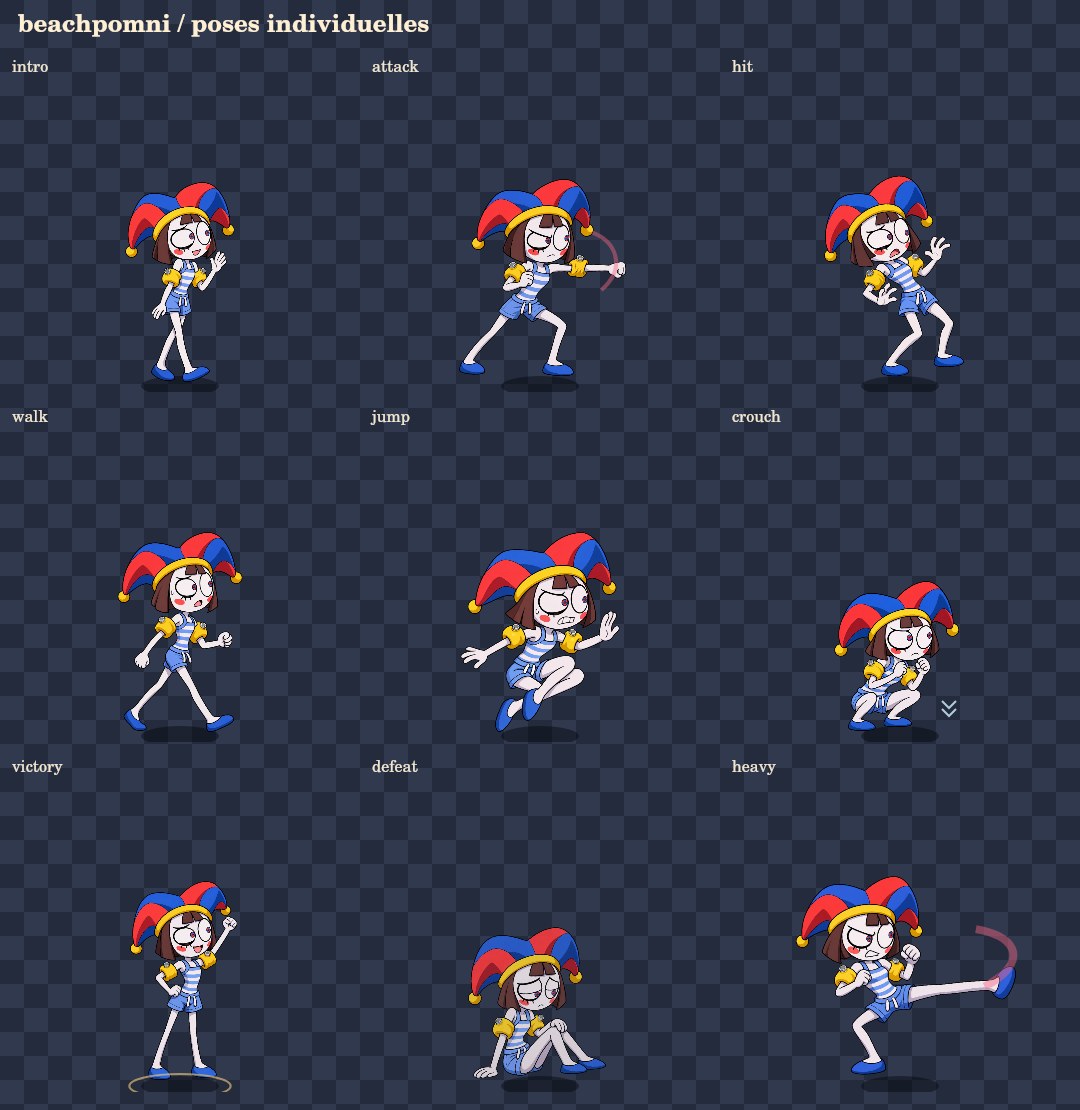 beachpomni / poses individuelles
intro
attack
hit
walk
jump
crouch
victory
defeat
heavy